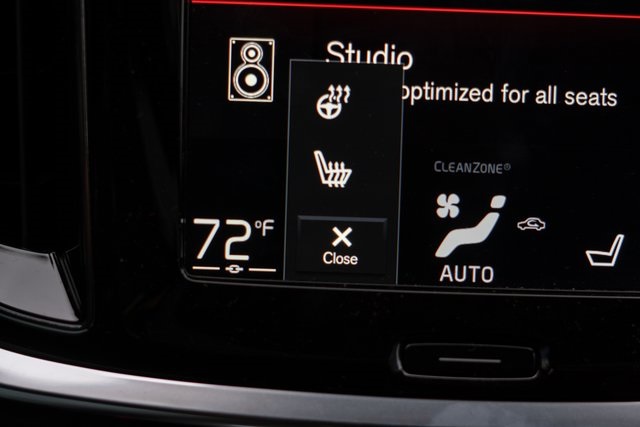 Studio
optimized for all seats
CLEANZONE®
72°F
Close
AUTO